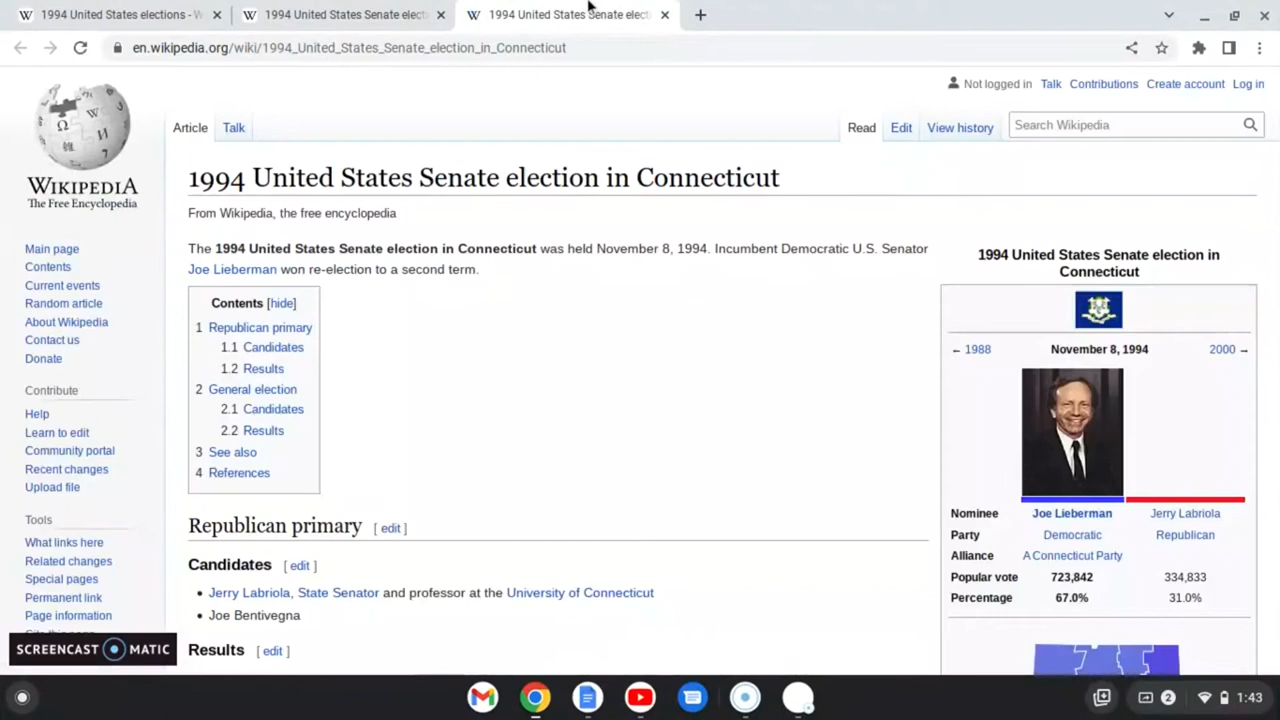 1994 United States elections - W
1994 United States Senate electi
1994 United States Senate electi
en.wikipedia.org/wiki/1994_United_States_Senate_election_in_Connecticut
Not logged in Talk Contributions Create account Log in
Article Talk Read Edit View history Search Wikipedia
WIKIPEDIA
The Free Encyclopedia
Main page
Contents
Current events
Random article
About Wikipedia
Contact us
Donate
Contribute
Help
Learn to edit
Community portal
Recent changes
Upload file
Tools
What links here
Related changes
Special pages
Permanent link
Page information
Cite this page
1994 United States Senate election in Connecticut
From Wikipedia, the free encyclopedia
The 1994 United States Senate election in Connecticut was held November 8, 1994. Incumbent Democratic U.S. Senator
Joe Lieberman won re-election to a second term.
Contents [hide]
1 Republican primary
1.1 Candidates
1.2 Results
2 General election
2.1 Candidates
2.2 Results
3 See also
4 References
Republican primary [ edit ]
Candidates [ edit ]
• Jerry Labriola, State Senator and professor at the University of Connecticut
• Joe Bentivegna
Results [ edit ]
1994 United States Senate election in
Connecticut
← 1988 November 8, 1994 2000 →
Nominee Joe Lieberman Jerry Labriola
Party Democratic Republican
Alliance A Connecticut Party
Popular vote 723,842 334,833
Percentage 67.0% 31.0%
SCREENCAST MATIC
2 1:43